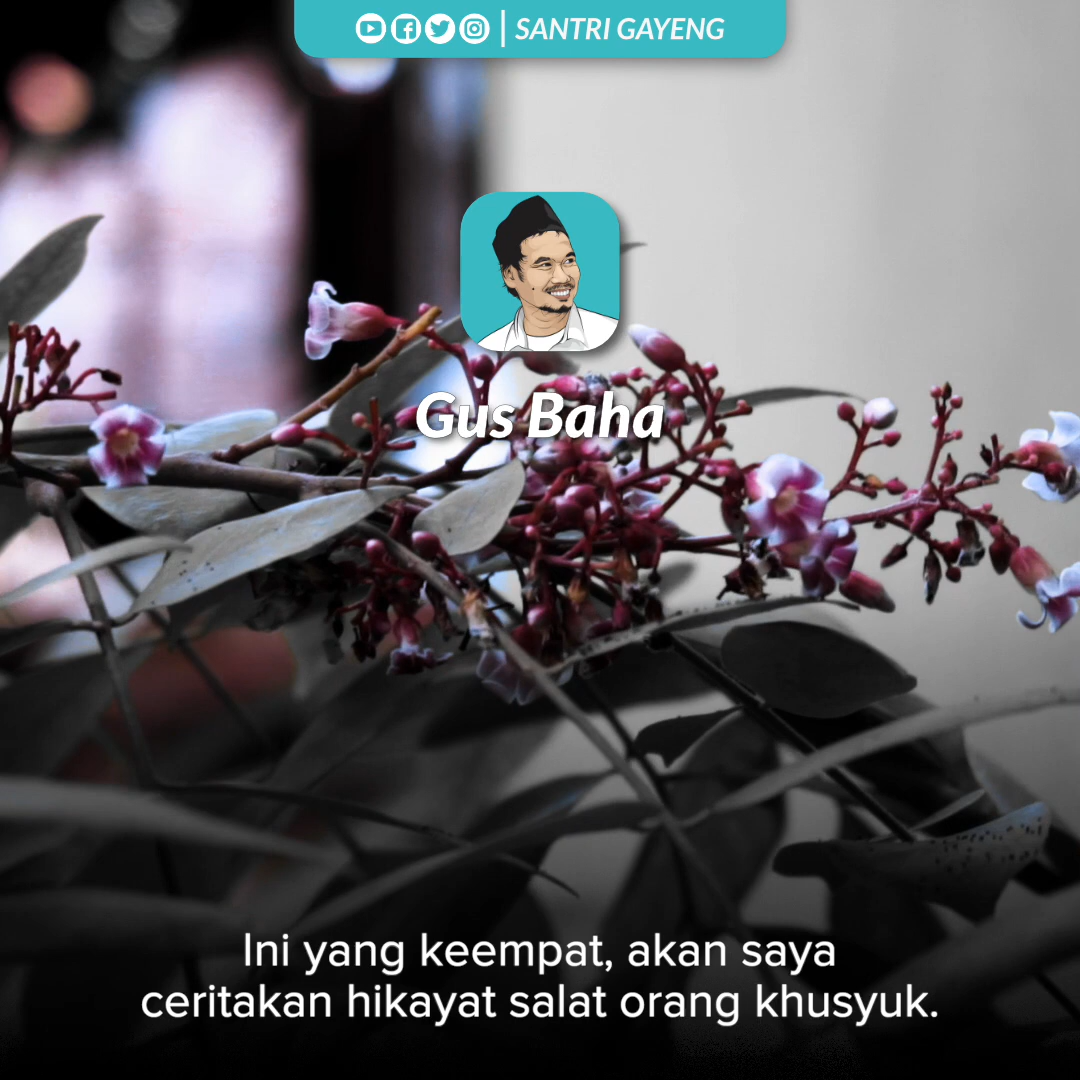 | SANTRI GAYENG
Gus Baha
Ini yang keempat, akan saya
ceritakan hikayat salat orang khusyuk.